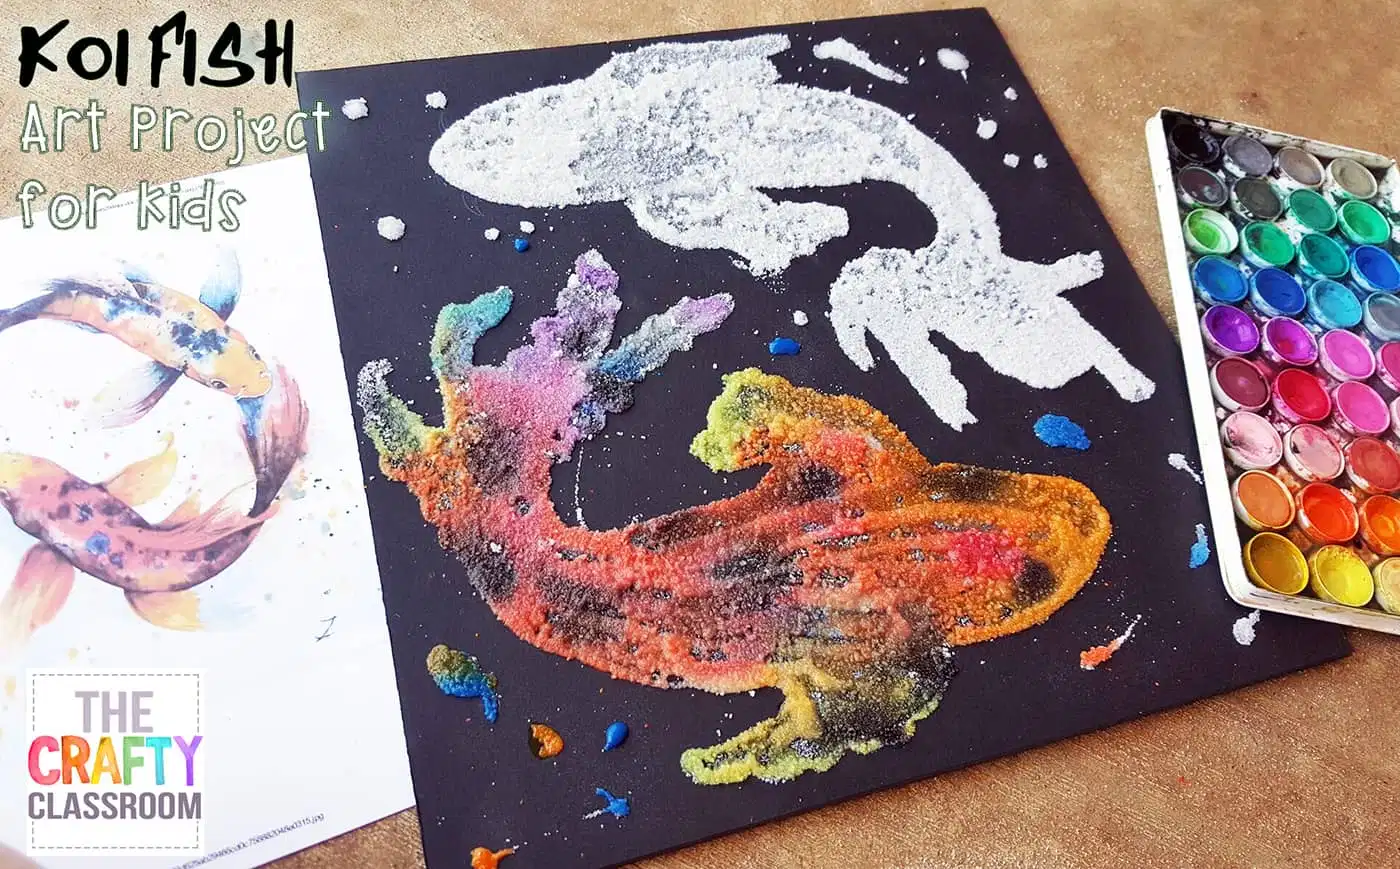 KOI FISH
Art Project
for kids
THE
CRAFTY
CLASSROOM